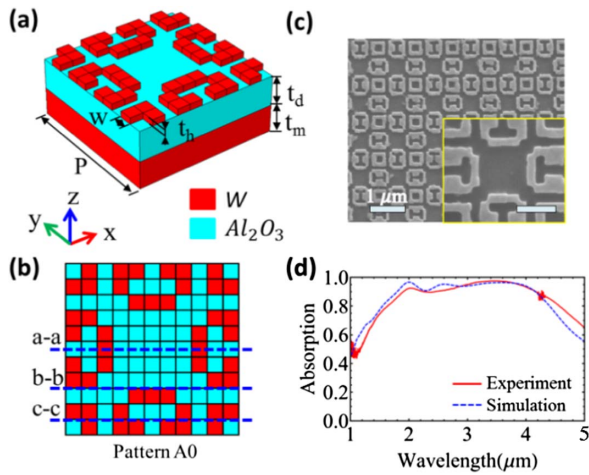 (a)
w
t_h
t_d
t_m
P
z
y
x
W
Al₂O₃
(b)
a-a
b-b
c-c
Pattern A0
(c)
1 μm
(d)
Absorption
1.0
0.8
0.6
0.4
0.2
0.0
Experiment
Simulation
1 2 3 4 5
Wavelength(μm)